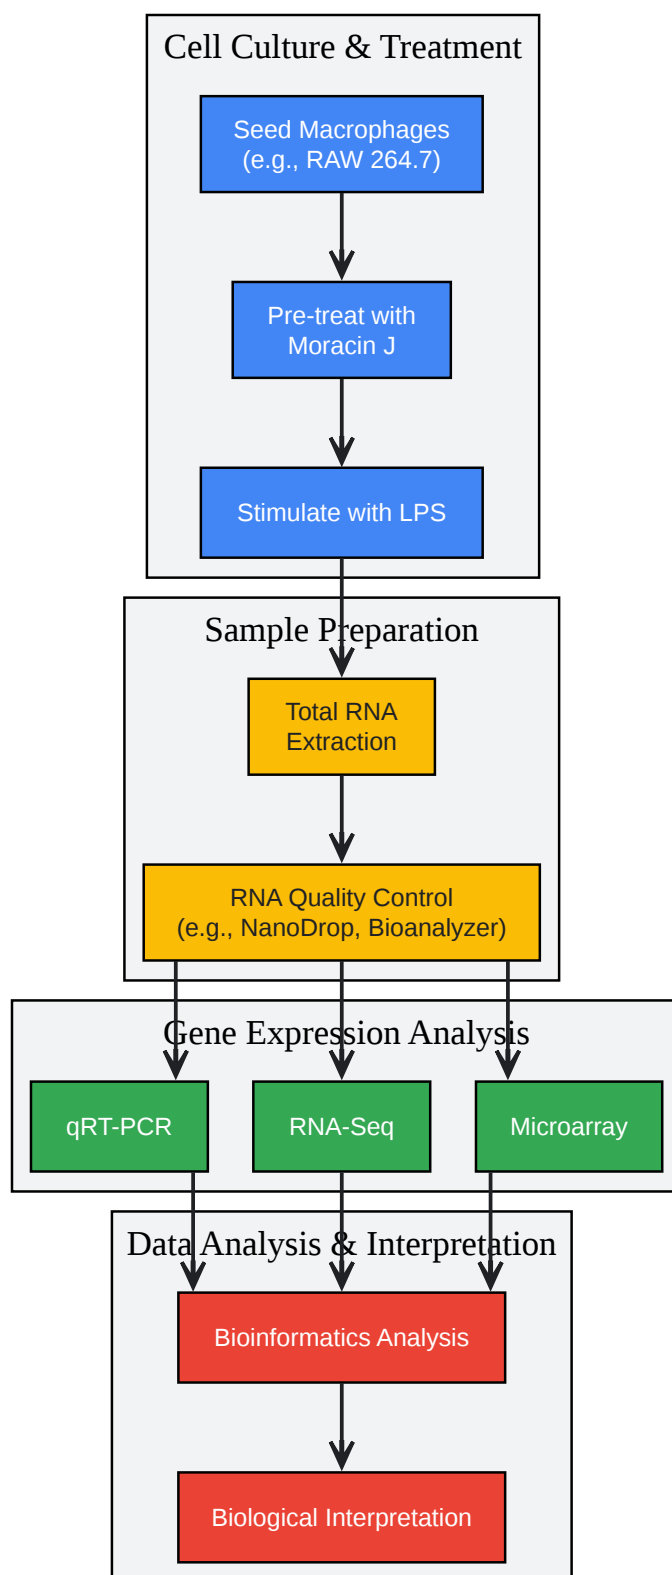 Cell Culture & Treatment
Seed Macrophages
(e.g., RAW 264.7)
Pre-treat with
Moracin J
Stimulate with LPS
Sample Preparation
Total RNA
Extraction
RNA Quality Control
(e.g., NanoDrop, Bioanalyzer)
Gene Expression Analysis
qRT-PCR
RNA-Seq
Microarray
Data Analysis & Interpretation
Bioinformatics Analysis
Biological Interpretation